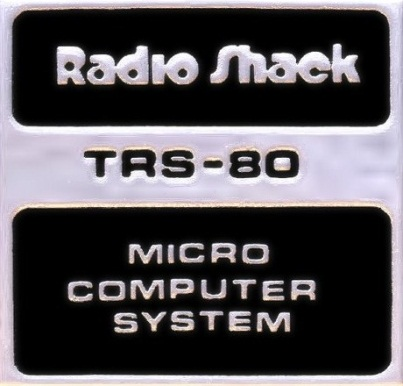 Radio Shack
TRS-80
MICRO
COMPUTER
SYSTEM